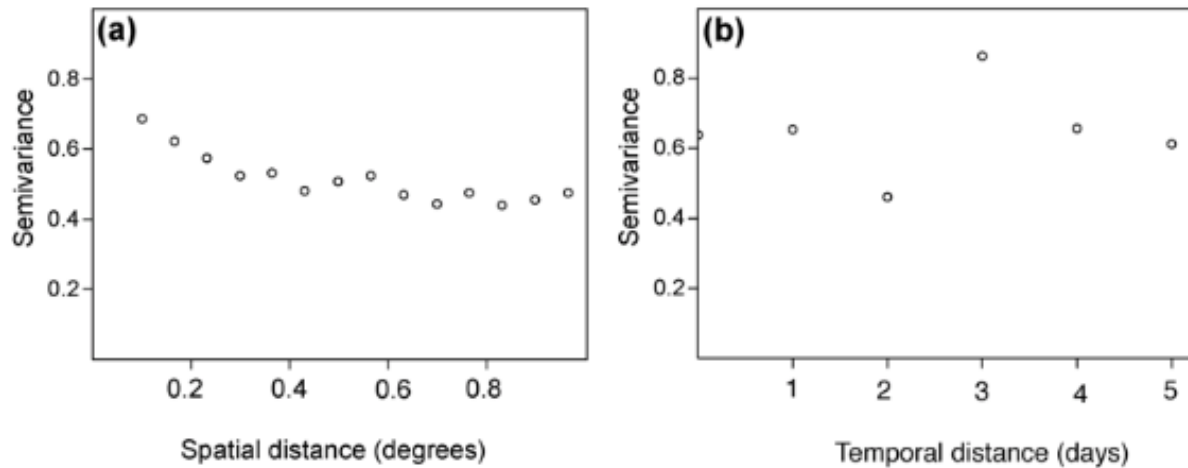 (a)
Semivariance
0.8
0.6
0.4
0.2
0.2 0.4 0.6 0.8
Spatial distance (degrees)
(b)
Semivariance
0.8
0.6
0.4
0.2
1 2 3 4 5
Temporal distance (days)